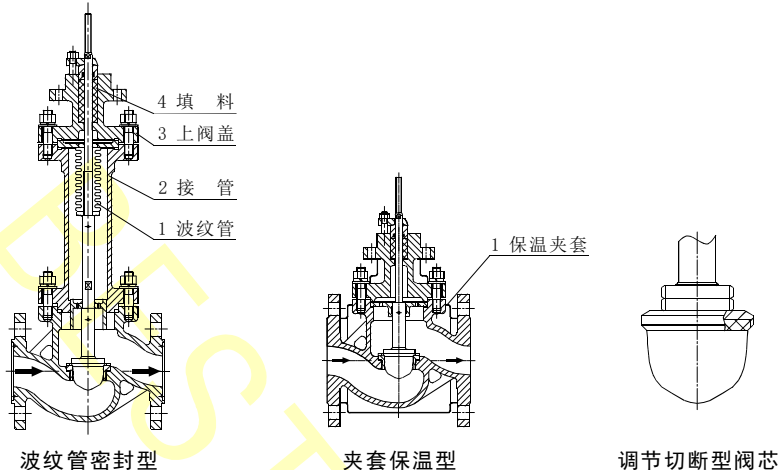 4 填 料
3 上阀盖
2 接 管
1 波纹管
1 保温夹套
波纹管密封型
夹套保温型
调节切断型阀芯
BEST